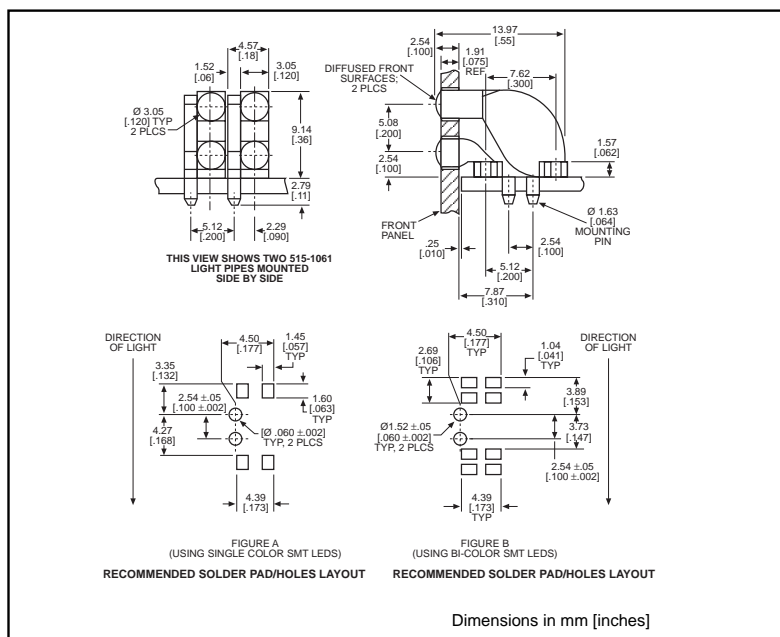 4.57
[.18]
1.52
[.06]
3.05
[.120]
Ø 3.05
[.120] TYP
2 PLCS
9.14
[.36]
2.79
[.11]
5.12
[.200]
2.29
[.090]
THIS VIEW SHOWS TWO 515-1061
LIGHT PIPES MOUNTED
SIDE BY SIDE
13.97
[.55]
2.54
[.100]
1.91
[.075]
REF
DIFFUSED FRONT
SURFACES;
2 PLCS
7.62
[.300]
5.08
[.200]
2.54
[.100]
1.57
[.062]
FRONT
PANEL
Ø 1.63
[.064]
MOUNTING
PIN
.25
[.010]
2.54
[.100]
5.12
[.200]
7.87
[.310]
DIRECTION
OF LIGHT
4.50
[.177]
1.45
[.057]
TYP
3.35
[.132]
2.54 ±.05
[.100 ±.002]
1.60
[.063]
TYP
4.27
[.168]
[Ø .060 ±.002]
TYP, 2 PLCS
4.39
[.173]
FIGURE A
(USING SINGLE COLOR SMT LEDS)
RECOMMENDED SOLDER PAD/HOLES LAYOUT
4.50
[.177]
TYP
1.04
[.041]
TYP
DIRECTION
OF LIGHT
2.69
[.106]
TYP
3.89
[.153]
Ø1.52 ±.05
[.060 ±.002]
TYP, 2 PLCS
3.73
[.147]
2.54 ±.05
[.100 ±.002]
4.39
[.173]
TYP
FIGURE B
(USING BI-COLOR SMT LEDS)
RECOMMENDED SOLDER PAD/HOLES LAYOUT
Dimensions in mm [inches]